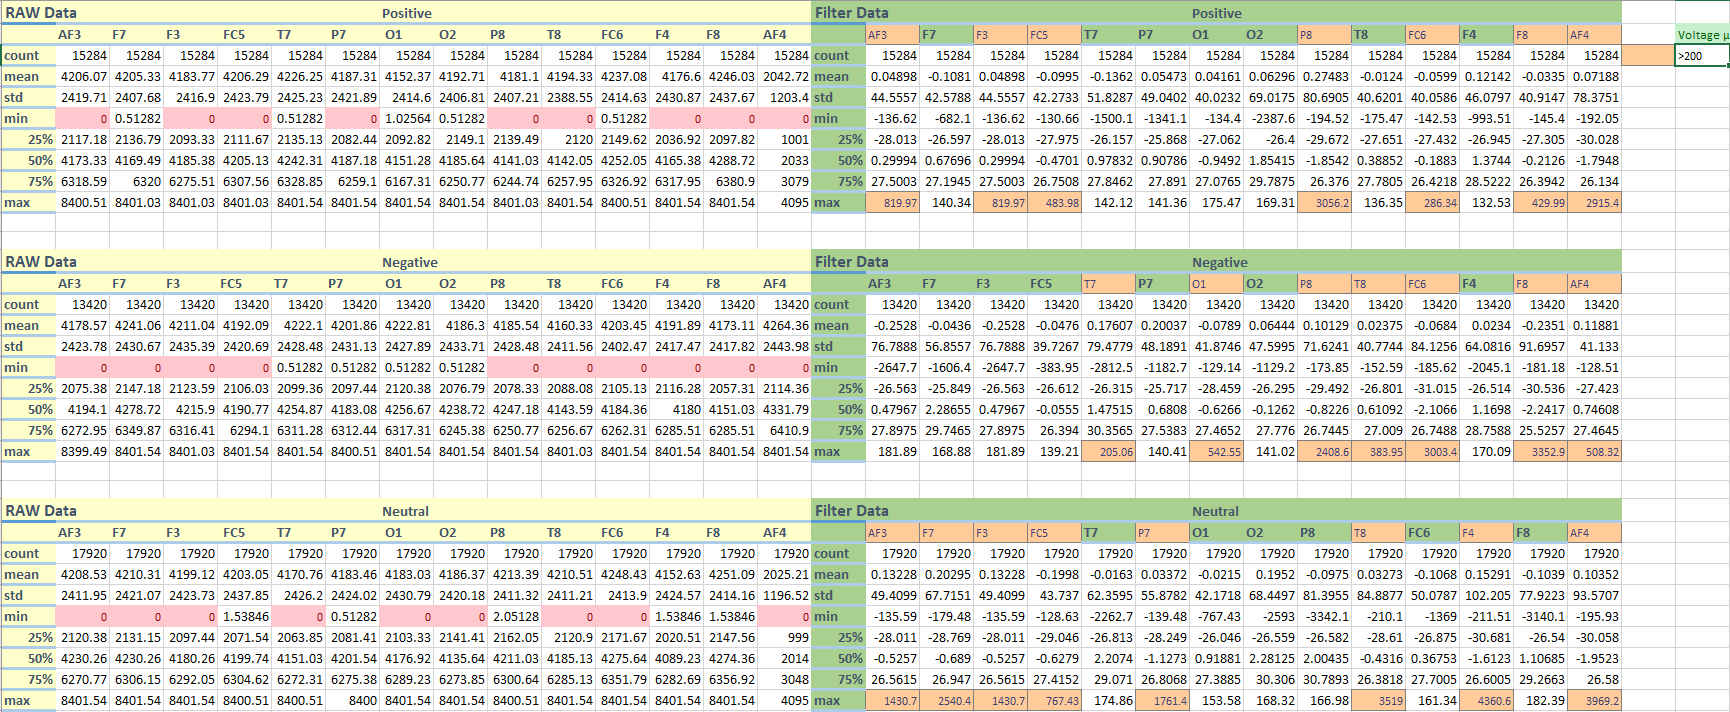 RAW Data Positive Filter Data Positive
AF3 F7 F3 FC5 T7 P7 O1 O2 P8 T8 FC6 F4 F8 AF4 AF3 F7 F3 FC5 T7 P7 O1 O2 P8 T8 FC6 F4 F8 AF4 Voltage µ
count 15284 15284 15284 15284 15284 15284 15284 15284 15284 15284 15284 15284 15284 15284 count 15284 15284 15284 15284 15284 15284 15284 15284 15284 15284 15284 15284 15284 15284 >200
mean 4206.07 4205.33 4183.77 4206.29 4226.25 4187.31 4152.37 4192.71 4181.1 4194.33 4237.08 4176.6 4246.03 2042.72 mean 0.04898 -0.1081 0.04898 -0.0995 -0.1362 0.05473 0.04161 0.06296 0.27483 -0.0124 -0.0599 0.12142 -0.0335 0.07188
std 2419.71 2407.68 2416.9 2423.79 2425.23 2421.89 2414.6 2406.81 2407.21 2388.55 2414.63 2430.87 2437.67 1203.4 std 44.5557 42.5788 44.5557 42.2733 51.8287 49.0402 40.0232 69.0175 80.6905 40.6201 40.0586 46.0797 40.9147 78.3751
min 0 0.51282 0 0 0.51282 0 1.02564 0.51282 0 0 0.51282 0 0 0 min -136.62 -682.1 -136.62 -130.66 -1500.1 -1341.1 -134.4 -2387.6 -194.52 -175.47 -142.53 -993.51 -145.4 -192.05
25% 2117.18 2136.79 2093.33 2111.67 2135.13 2082.44 2092.82 2149.1 2139.49 2120 2149.62 2036.92 2097.82 1001 25% -28.013 -26.597 -28.013 -27.975 -26.157 -25.868 -27.062 -26.4 -29.672 -27.651 -27.432 -26.945 -27.305 -30.028
50% 4173.33 4169.49 4185.38 4205.13 4242.31 4187.18 4151.28 4185.64 4141.03 4142.05 4252.05 4165.38 4288.72 2033 50% 0.29994 0.67696 0.29994 -0.4701 0.97832 0.90786 -0.9492 1.85415 -1.8542 0.38852 -0.1883 1.3744 -0.2126 -1.7948
75% 6318.59 6320 6275.51 6307.56 6328.85 6259.1 6167.31 6250.77 6244.74 6257.95 6326.92 6317.95 6380.9 3079 75% 27.5003 27.1945 27.5003 26.7508 27.8462 27.891 27.0765 29.7875 26.376 27.7805 26.4218 28.5222 26.3942 26.134
max 8400.51 8401.03 8401.03 8401.03 8401.54 8401.54 8401.54 8401.54 8401.03 8401.54 8400.51 8401.54 8401.54 4095 max 819.97 140.34 819.97 483.98 142.12 141.36 175.47 169.31 3056.2 136.35 286.34 132.53 429.99 2915.4
RAW Data Negative Filter Data Negative
AF3 F7 F3 FC5 T7 P7 O1 O2 P8 T8 FC6 F4 F8 AF4 AF3 F7 F3 FC5 T7 P7 O1 O2 P8 T8 FC6 F4 F8 AF4
count 13420 13420 13420 13420 13420 13420 13420 13420 13420 13420 13420 13420 13420 13420 count 13420 13420 13420 13420 13420 13420 13420 13420 13420 13420 13420 13420 13420 13420
mean 4178.57 4241.06 4211.04 4192.09 4222.1 4201.86 4222.81 4186.3 4185.54 4160.33 4203.45 4191.89 4173.11 4264.36 mean -0.2528 -0.0436 -0.2528 -0.0476 0.17607 0.20037 -0.0789 0.06444 0.10129 0.02375 -0.0684 0.0234 -0.2351 0.11881
std 2423.78 2430.67 2435.39 2420.69 2428.48 2431.13 2427.89 2433.71 2428.48 2411.56 2402.47 2417.47 2417.82 2443.98 std 76.7888 56.8557 76.7888 39.7267 79.4779 48.1891 41.8746 47.5995 71.6241 40.7744 84.1256 64.0816 91.6957 41.133
min 0 0 0 0 0.51282 0.51282 0.51282 0.51282 0 0 0 0 0 0 min -2647.7 -1606.4 -2647.7 -383.95 -2812.5 -1182.7 -129.14 -1129.2 -173.85 -152.59 -185.62 -2045.1 -181.18 -128.51
25% 2075.38 2147.18 2123.59 2106.03 2099.36 2097.44 2120.38 2076.79 2078.33 2088.08 2105.13 2116.28 2057.31 2114.36 25% -26.563 -25.849 -26.563 -26.612 -26.315 -25.717 -28.459 -26.295 -29.492 -26.801 -31.015 -26.514 -30.536 -27.423
50% 4194.1 4278.72 4215.9 4190.77 4254.87 4183.08 4256.67 4238.72 4247.18 4143.59 4184.36 4180 4151.03 4331.79 50% 0.47967 2.28655 0.47967 -0.0555 1.47515 0.6808 -0.6266 -0.1262 -0.8226 0.61092 -2.1066 1.1698 -2.2417 0.74608
75% 6272.95 6349.87 6316.41 6294.1 6311.28 6312.44 6317.31 6245.38 6250.77 6256.67 6262.31 6285.51 6285.51 6410.9 75% 27.8975 29.7465 27.8975 26.394 30.3565 27.5383 27.4652 27.776 26.7445 27.009 26.7488 28.7588 25.5257 27.4645
max 8399.49 8401.54 8401.03 8401.54 8401.54 8400.51 8401.54 8401.54 8401.54 8401.03 8401.54 8401.54 8401.54 8401.54 max 181.89 168.88 181.89 139.21 205.06 140.41 542.55 141.02 2408.6 383.95 3003.4 170.09 3352.9 508.32
RAW Data Neutral Filter Data Neutral
AF3 F7 F3 FC5 T7 P7 O1 O2 P8 T8 FC6 F4 F8 AF4 AF3 F7 F3 FC5 T7 P7 O1 O2 P8 T8 FC6 F4 F8 AF4
count 17920 17920 17920 17920 17920 17920 17920 17920 17920 17920 17920 17920 17920 17920 count 17920 17920 17920 17920 17920 17920 17920 17920 17920 17920 17920 17920 17920 17920
mean 4208.53 4210.31 4199.12 4203.05 4170.76 4183.46 4183.03 4186.37 4213.39 4210.51 4248.43 4152.63 4251.09 2025.21 mean 0.13228 0.20295 0.13228 -0.1998 -0.0163 0.03372 -0.0215 0.1952 -0.0975 0.03273 -0.1068 0.15291 -0.1039 0.10352
std 2411.95 2421.07 2423.73 2437.85 2426.2 2424.02 2430.79 2420.18 2411.32 2411.21 2413.9 2424.57 2414.16 1196.52 std 49.4099 67.7151 49.4099 43.737 62.3595 55.8782 42.1718 68.4497 81.3955 84.8877 50.0787 102.205 77.9223 93.5707
min 0 0 0 1.53846 0 0.51282 0 0 2.05128 0 0 1.53846 1.53846 0 min -135.59 -179.48 -135.59 -128.63 -2262.7 -139.48 -767.43 -2593 -3342.1 -210.1 -1369 -211.51 -3140.1 -195.93
25% 2120.38 2131.15 2097.44 2071.54 2063.85 2081.41 2103.33 2141.41 2162.05 2120.9 2171.67 2020.51 2147.56 999 25% -28.011 -28.769 -28.011 -29.046 -26.813 -28.249 -26.046 -26.559 -26.582 -28.61 -26.875 -30.681 -26.54 -30.058
50% 4230.26 4230.26 4180.26 4199.74 4151.03 4201.54 4176.92 4135.64 4211.03 4185.13 4275.64 4089.23 4274.36 2014 50% -0.5257 -0.689 -0.5257 -0.6279 2.2074 -1.1273 0.91881 2.28125 2.00435 -0.4316 0.36753 -1.6123 1.10685 -1.9523
75% 6270.77 6306.15 6292.05 6304.62 6272.31 6275.38 6289.23 6273.85 6300.64 6285.13 6351.79 6282.69 6356.92 3048 75% 26.5615 26.947 26.5615 27.4152 29.071 26.8068 27.3885 30.306 30.7893 26.3818 27.7005 26.6005 29.2663 26.58
max 8401.54 8401.54 8401.54 8400.51 8400.51 8400 8401.54 8401.54 8400.51 8401.54 8401.54 8401.54 8401.54 4095 max 1430.7 2540.4 1430.7 767.43 174.86 1761.4 153.58 168.32 166.98 3519 161.34 4360.6 182.39 3969.2